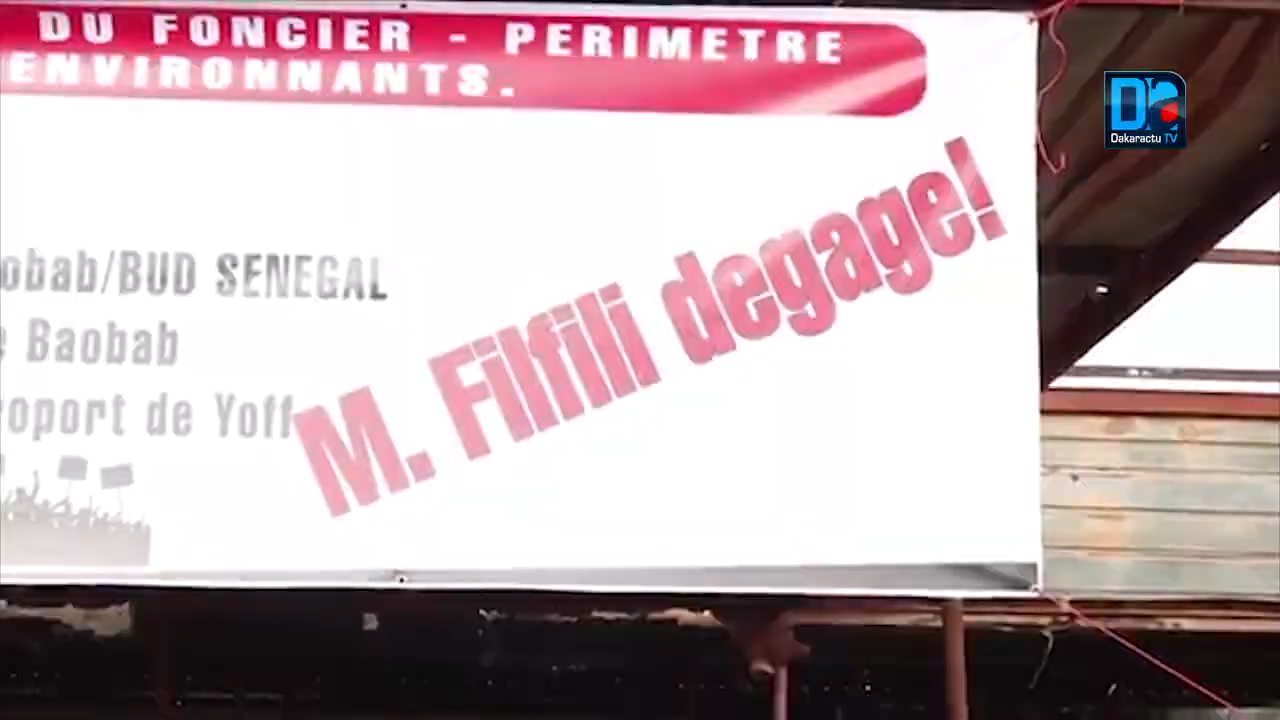 DU FONCIER - PERIMETRE
ENVIRONNANTS.
obab/BUD SENEGAL
Baobab
roport de Yoff
M. Filfili degage!
Dakaractu TV